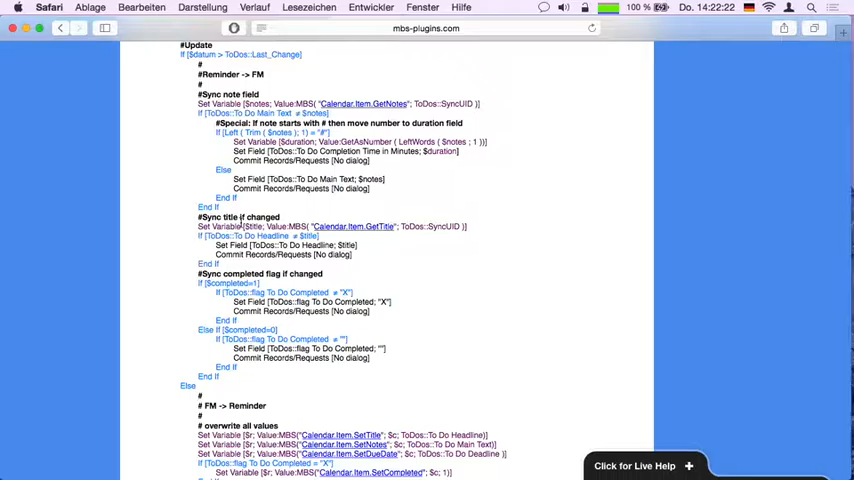 Safari Ablage Bearbeiten Darstellung Verlauf Lesezeichen Entwickler Fenster Hilfe 100 % Do. 14:22:22
mbs-plugins.com
#Update
If [$datum > ToDos::Last_Change]
#
#Reminder -> FM
#
#Sync note field
Set Variable [$notes; Value:MBS( "Calendar.Item.GetNotes"; ToDos::SyncUID )]
If [ToDos::To Do Main Text ≠ $notes]
#Special: If note starts with # then move number to duration field
If [Left ( Trim ( $notes ); 1) = "#"]
Set Variable [$duration; Value:GetAsNumber ( LeftWords ( $notes ; 1 ))]
Set Field [ToDos::To Do Completion Time in Minutes; $duration]
Commit Records/Requests [No dialog]
Else
Set Field [ToDos::To Do Main Text; $notes]
Commit Records/Requests [No dialog]
End If
End If
#Sync title if changed
Set Variable [$title; Value:MBS( "Calendar.Item.GetTitle"; ToDos::SyncUID )]
If [ToDos::To Do Headline ≠ $title]
Set Field [ToDos::To Do Headline; $title]
Commit Records/Requests [No dialog]
End If
#Sync completed flag if changed
If [$completed=1]
If [ToDos::flag To Do Completed ≠ "X"]
Set Field [ToDos::flag To Do Completed; "X"]
Commit Records/Requests [No dialog]
End If
Else If [$completed=0]
If [ToDos::flag To Do Completed ≠ ""]
Set Field [ToDos::flag To Do Completed; ""]
Commit Records/Requests [No dialog]
End If
End If
Else
#
# FM -> Reminder
#
# overwrite all values
Set Variable [$r; Value:MBS("Calendar.Item.SetTitle"; $c; ToDos::To Do Headline)]
Set Variable [$r; Value:MBS("Calendar.Item.SetNotes"; $c; ToDos::To Do Main Text)]
Set Variable [$r; Value:MBS("Calendar.Item.SetDueDate"; $c; ToDos::To Do Deadline )]
If [ToDos::flag To Do Completed = "X"]
Set Variable [$r; Value:MBS("Calendar.Item.SetCompleted"; $c; 1)]
Click for Live Help +